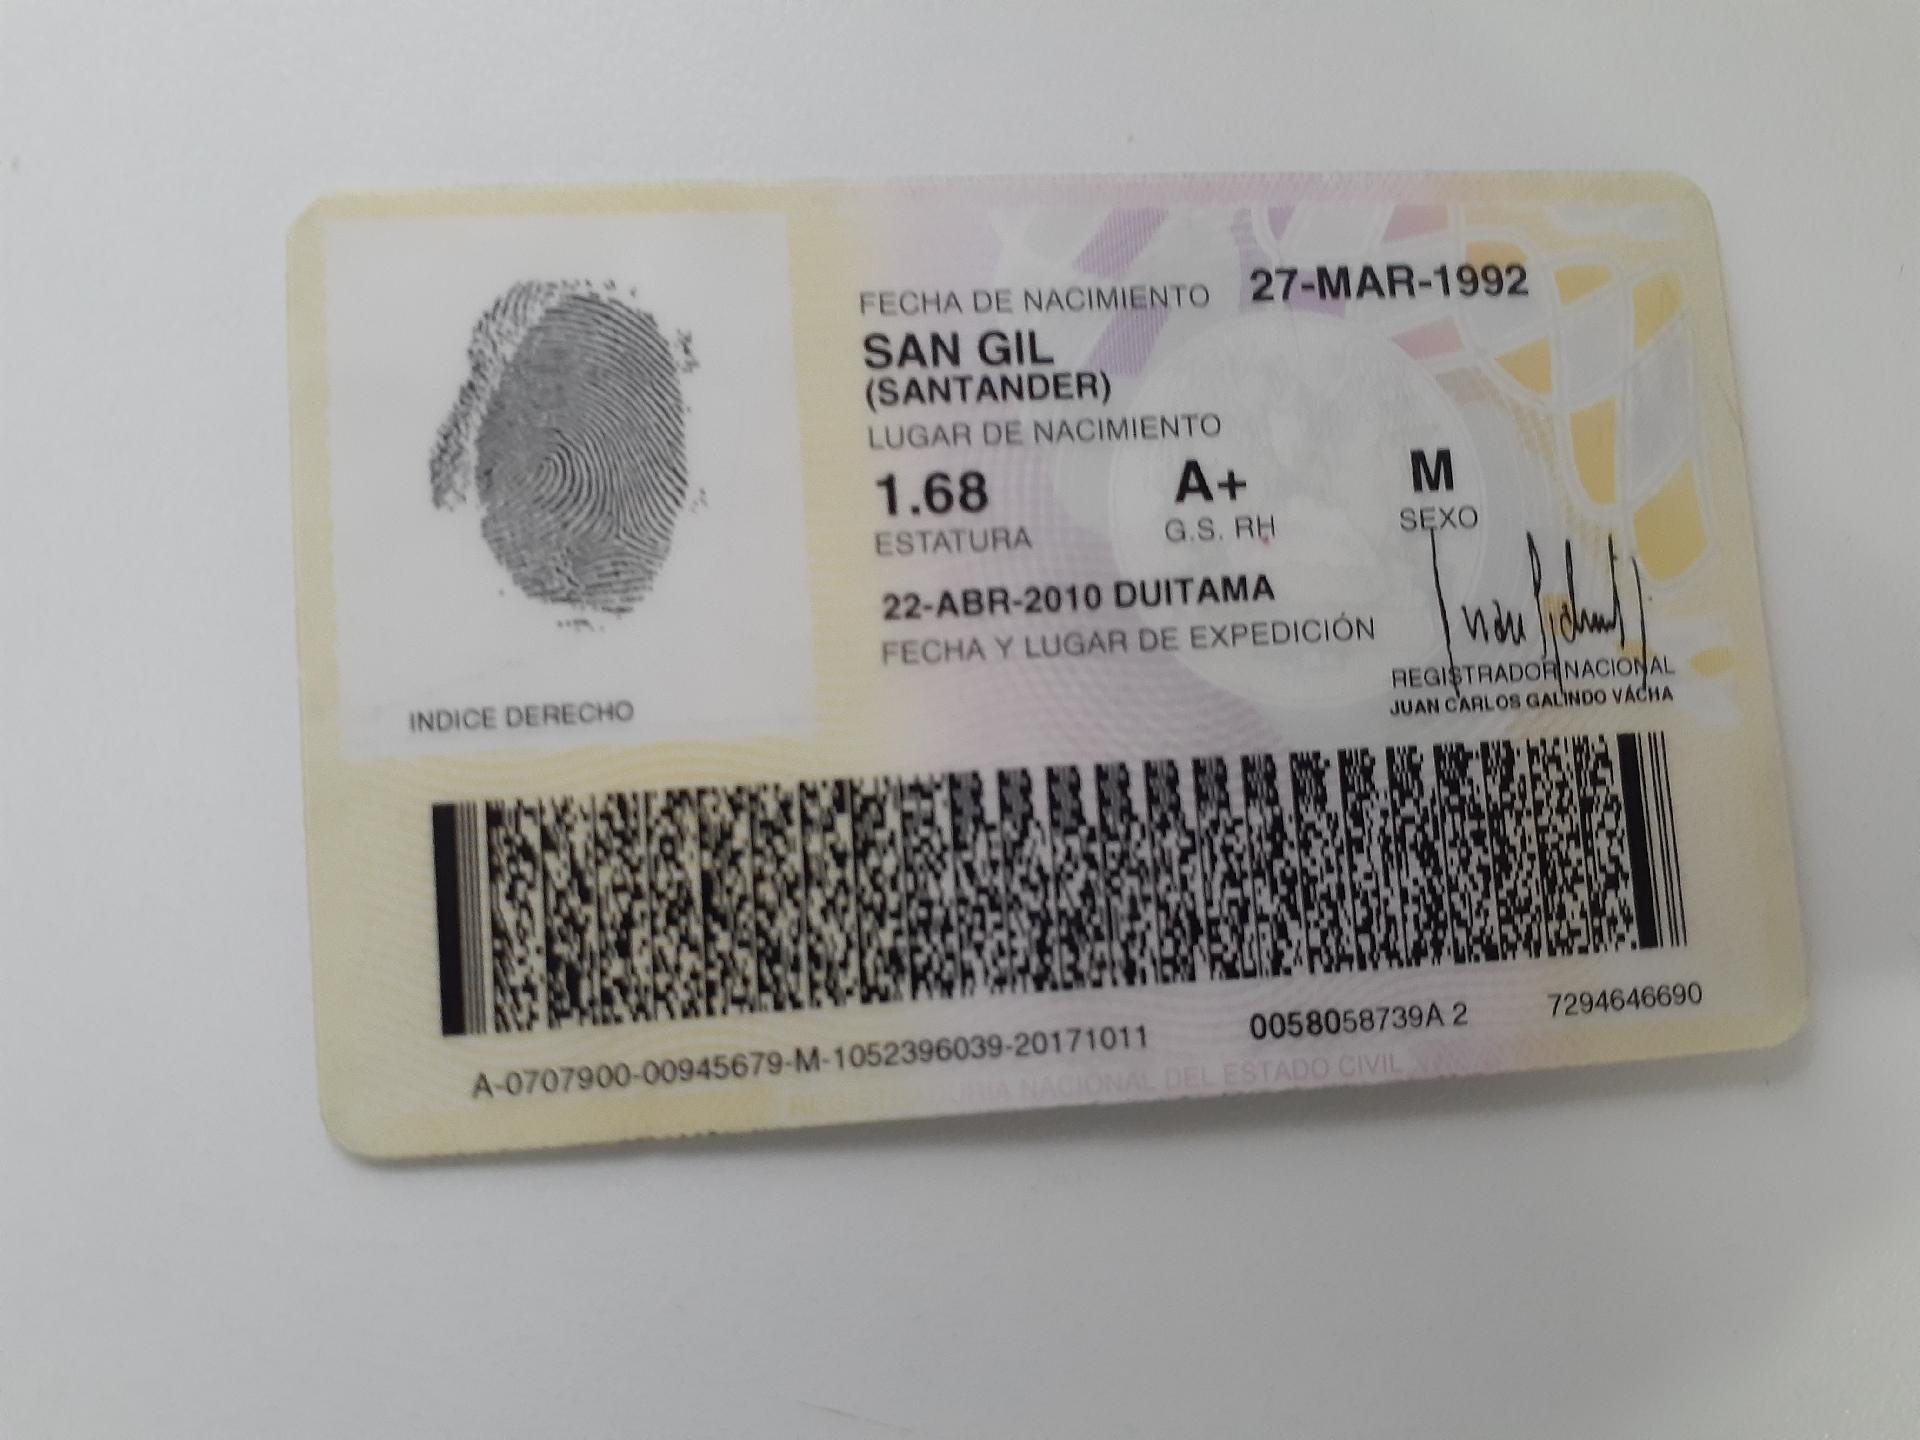 FECHA DE NACIMIENTO 27-MAR-1992
SAN GIL
(SANTANDER)
LUGAR DE NACIMIENTO
1.68 A+ M
ESTATURA G.S. RH SEXO
22-ABR-2010 DUITAMA
FECHA Y LUGAR DE EXPEDICIÓN
REGISTRADOR NACIONAL
JUAN CARLOS GALINDO VÁCHA
INDICE DERECHO
A-0707900-00945679-M-1052396039-20171011 0058058739A 2 7294646690
REGISTRADURIA NACIONAL DEL ESTADO CIVIL